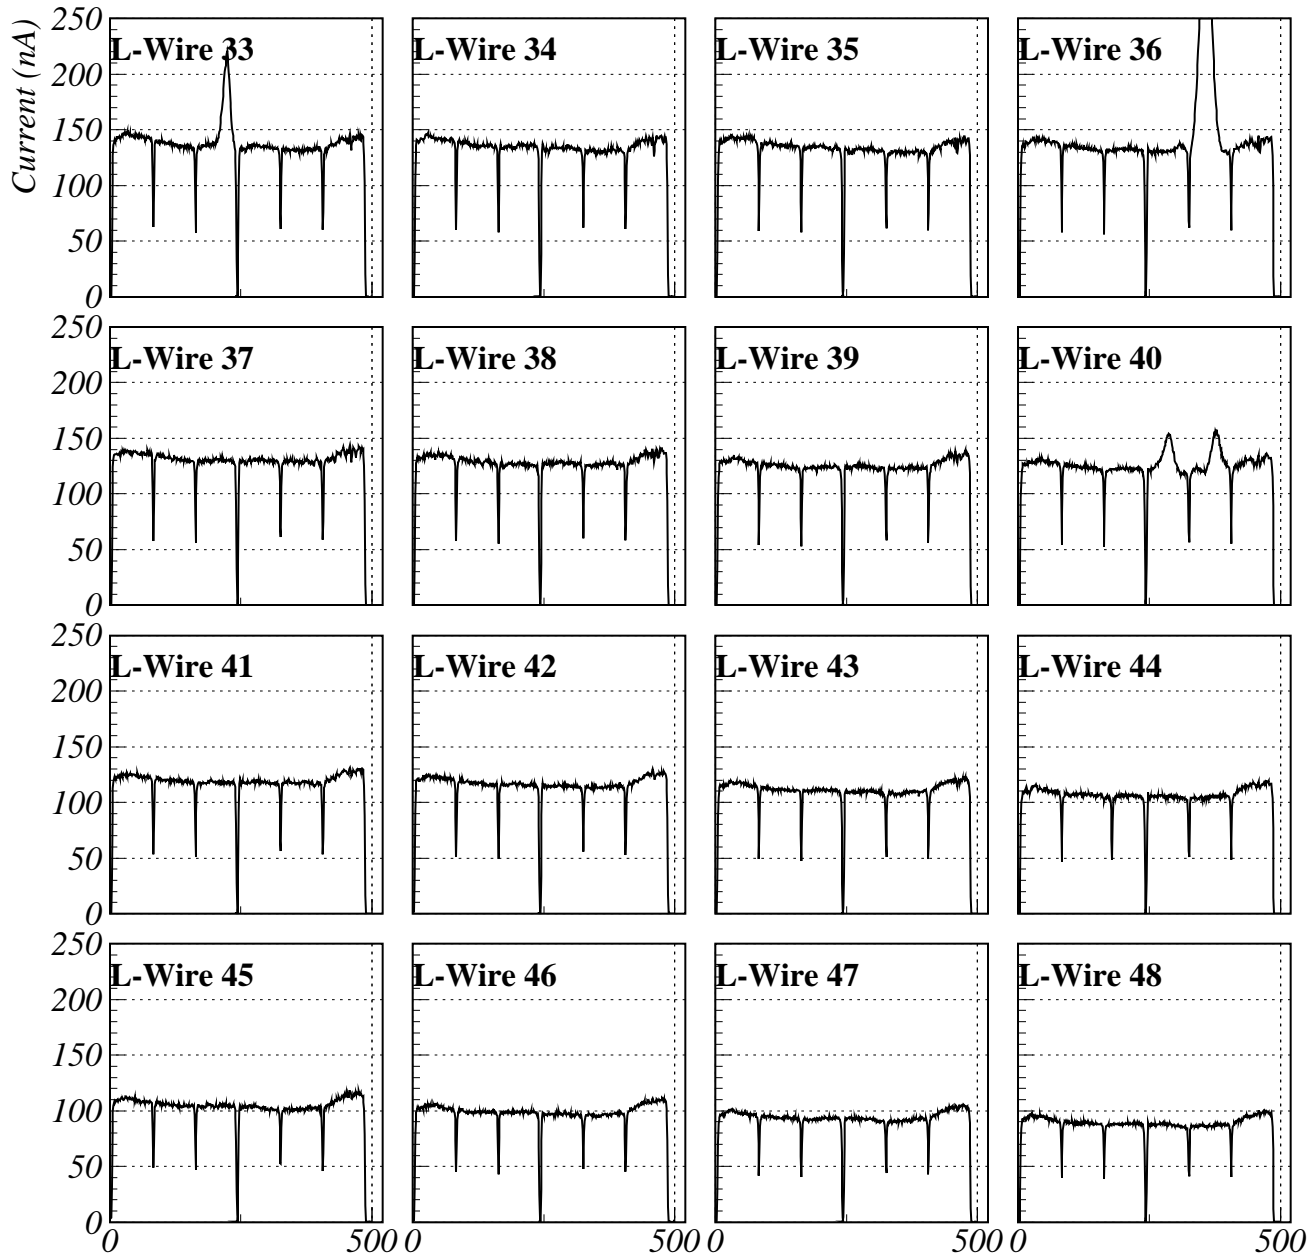 Current (nA)
250
200
150
100
50
0
L-Wire 33
L-Wire 34
L-Wire 35
L-Wire 36
250
200
150
100
50
0
L-Wire 37
L-Wire 38
L-Wire 39
L-Wire 40
250
200
150
100
50
0
L-Wire 41
L-Wire 42
L-Wire 43
L-Wire 44
250
200
150
100
50
0
L-Wire 45
L-Wire 46
L-Wire 47
L-Wire 48
0 500 0 500 0 500 0 500